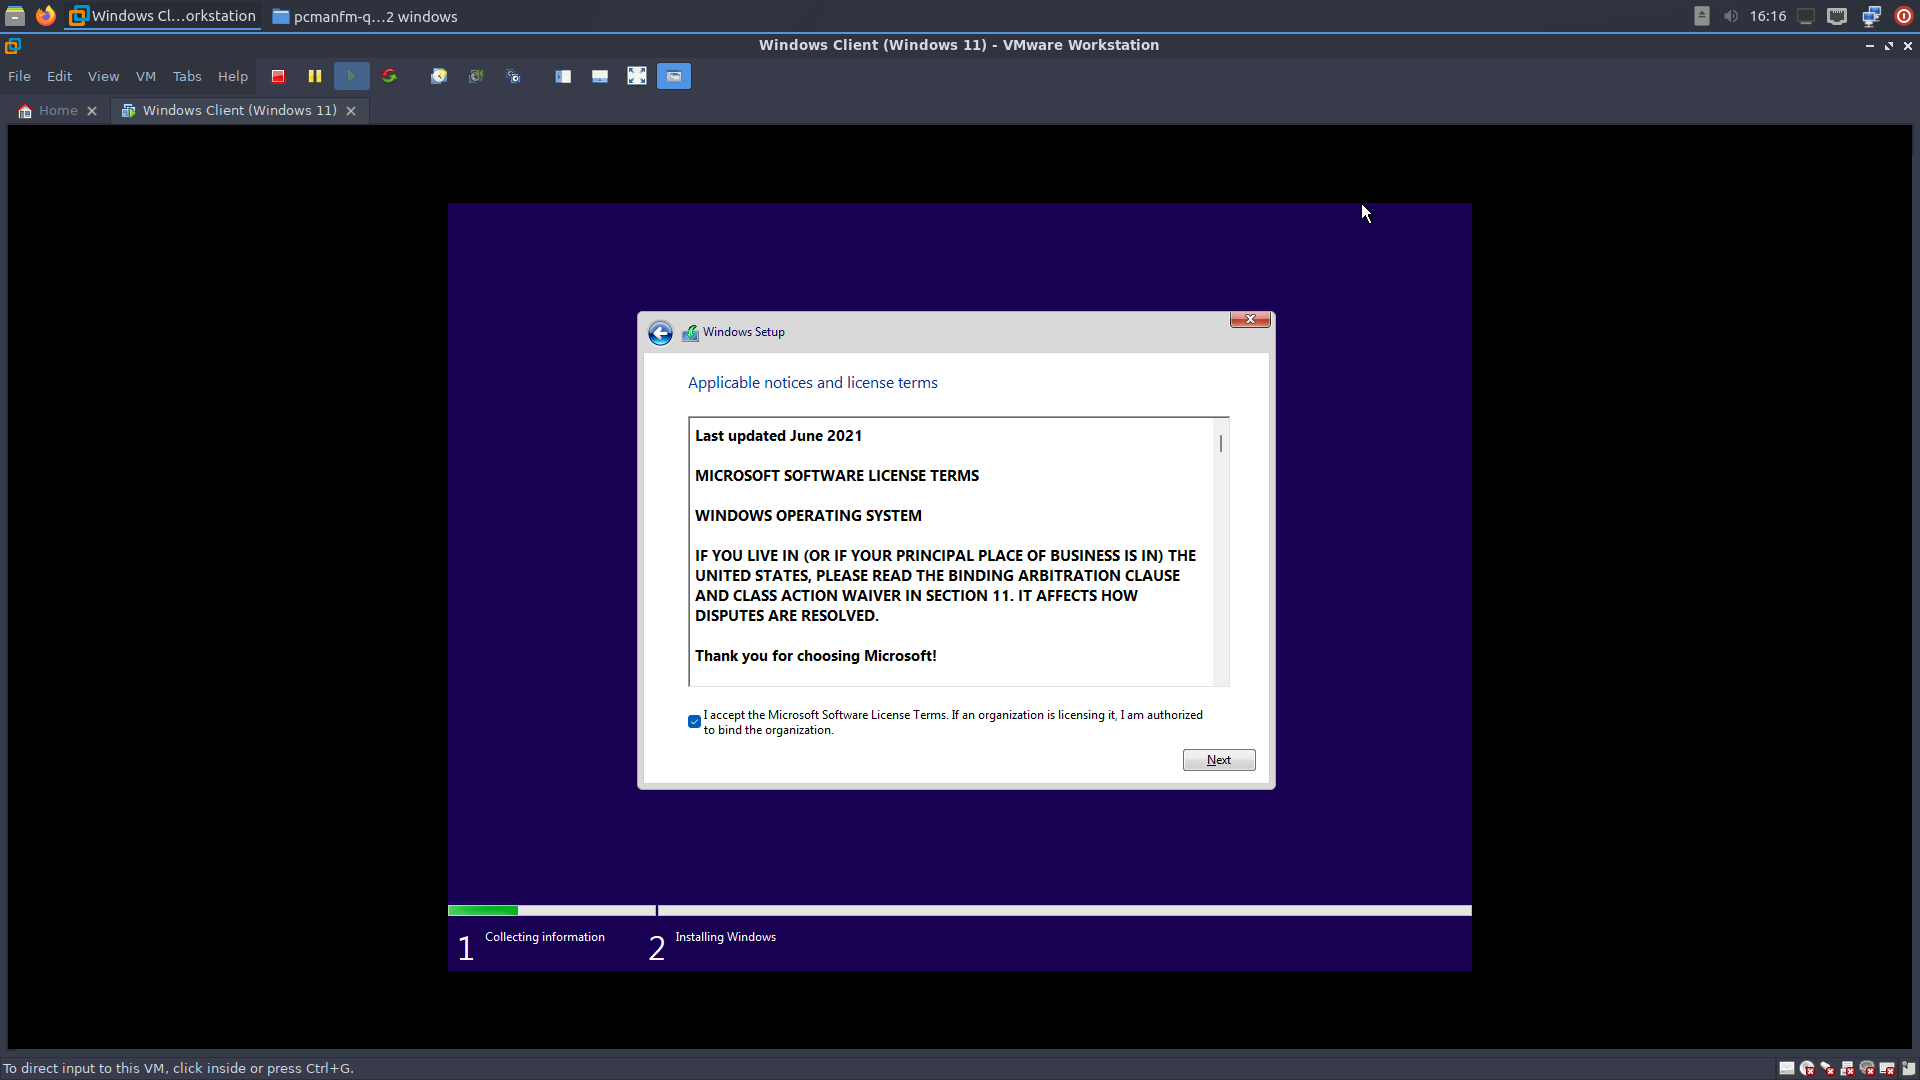 Windows Cl...orkstation
pcmanfm-q...2 windows
16:16
Windows Client (Windows 11) - VMware Workstation
File Edit View VM Tabs Help
Home
Windows Client (Windows 11)
Windows Setup
Applicable notices and license terms
Last updated June 2021
MICROSOFT SOFTWARE LICENSE TERMS
WINDOWS OPERATING SYSTEM
IF YOU LIVE IN (OR IF YOUR PRINCIPAL PLACE OF BUSINESS IS IN) THE
UNITED STATES, PLEASE READ THE BINDING ARBITRATION CLAUSE
AND CLASS ACTION WAIVER IN SECTION 11. IT AFFECTS HOW
DISPUTES ARE RESOLVED.
Thank you for choosing Microsoft!
I accept the Microsoft Software License Terms. If an organization is licensing it, I am authorized
to bind the organization.
Next
1 Collecting information
2 Installing Windows
To direct input to this VM, click inside or press Ctrl+G.